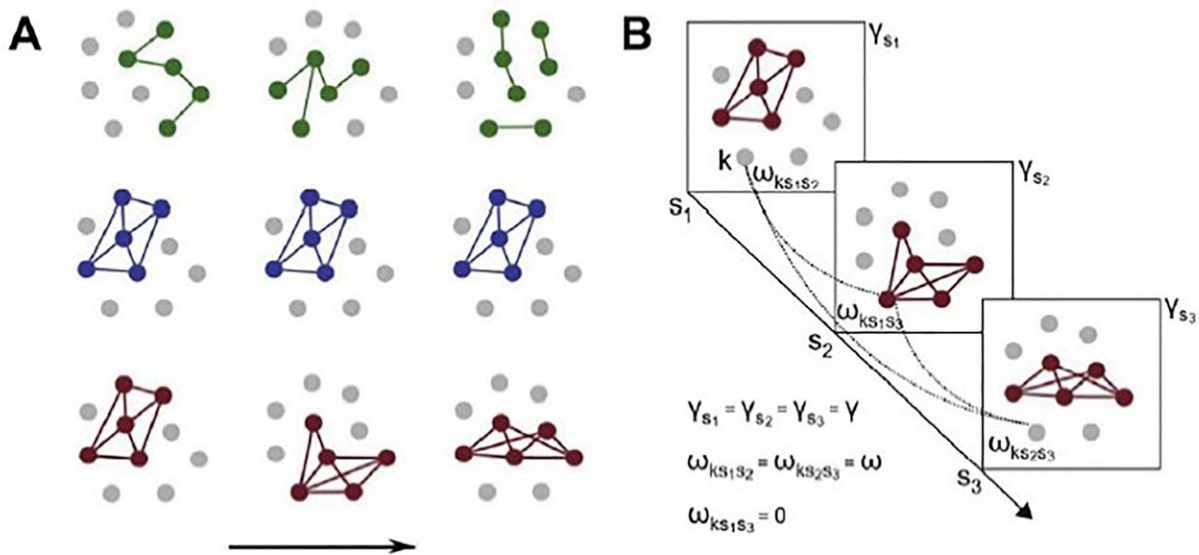 A
B
γs1
k
ωks1s2
s1
γs2
ωks1s3
s2
γs3
ωks2s3
s3
γs1 = γs2 = γs3 = γ
ωks1s2 = ωks2s3 = ω
ωks1s3 = 0